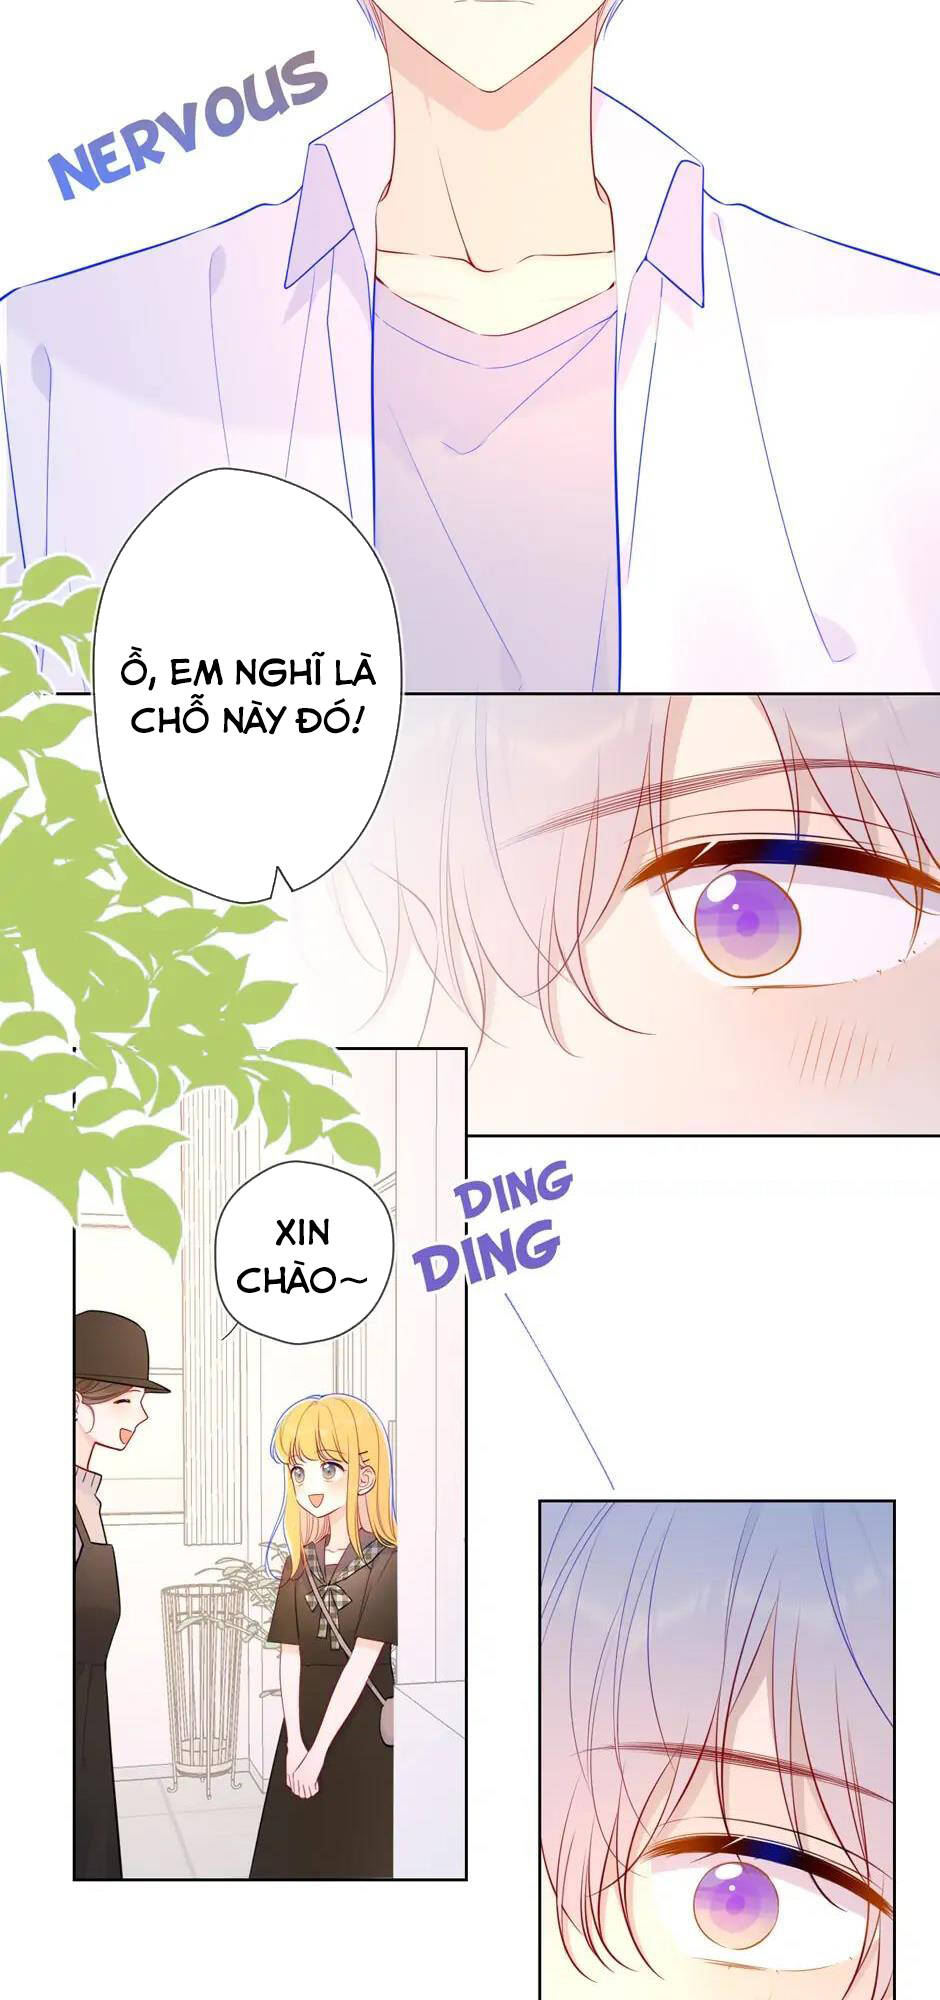 NERVOUS
Ồ, EM NGHĨ LÀ
CHỖ NÀY ĐÓ!
DING
DING
XIN
CHÀO~